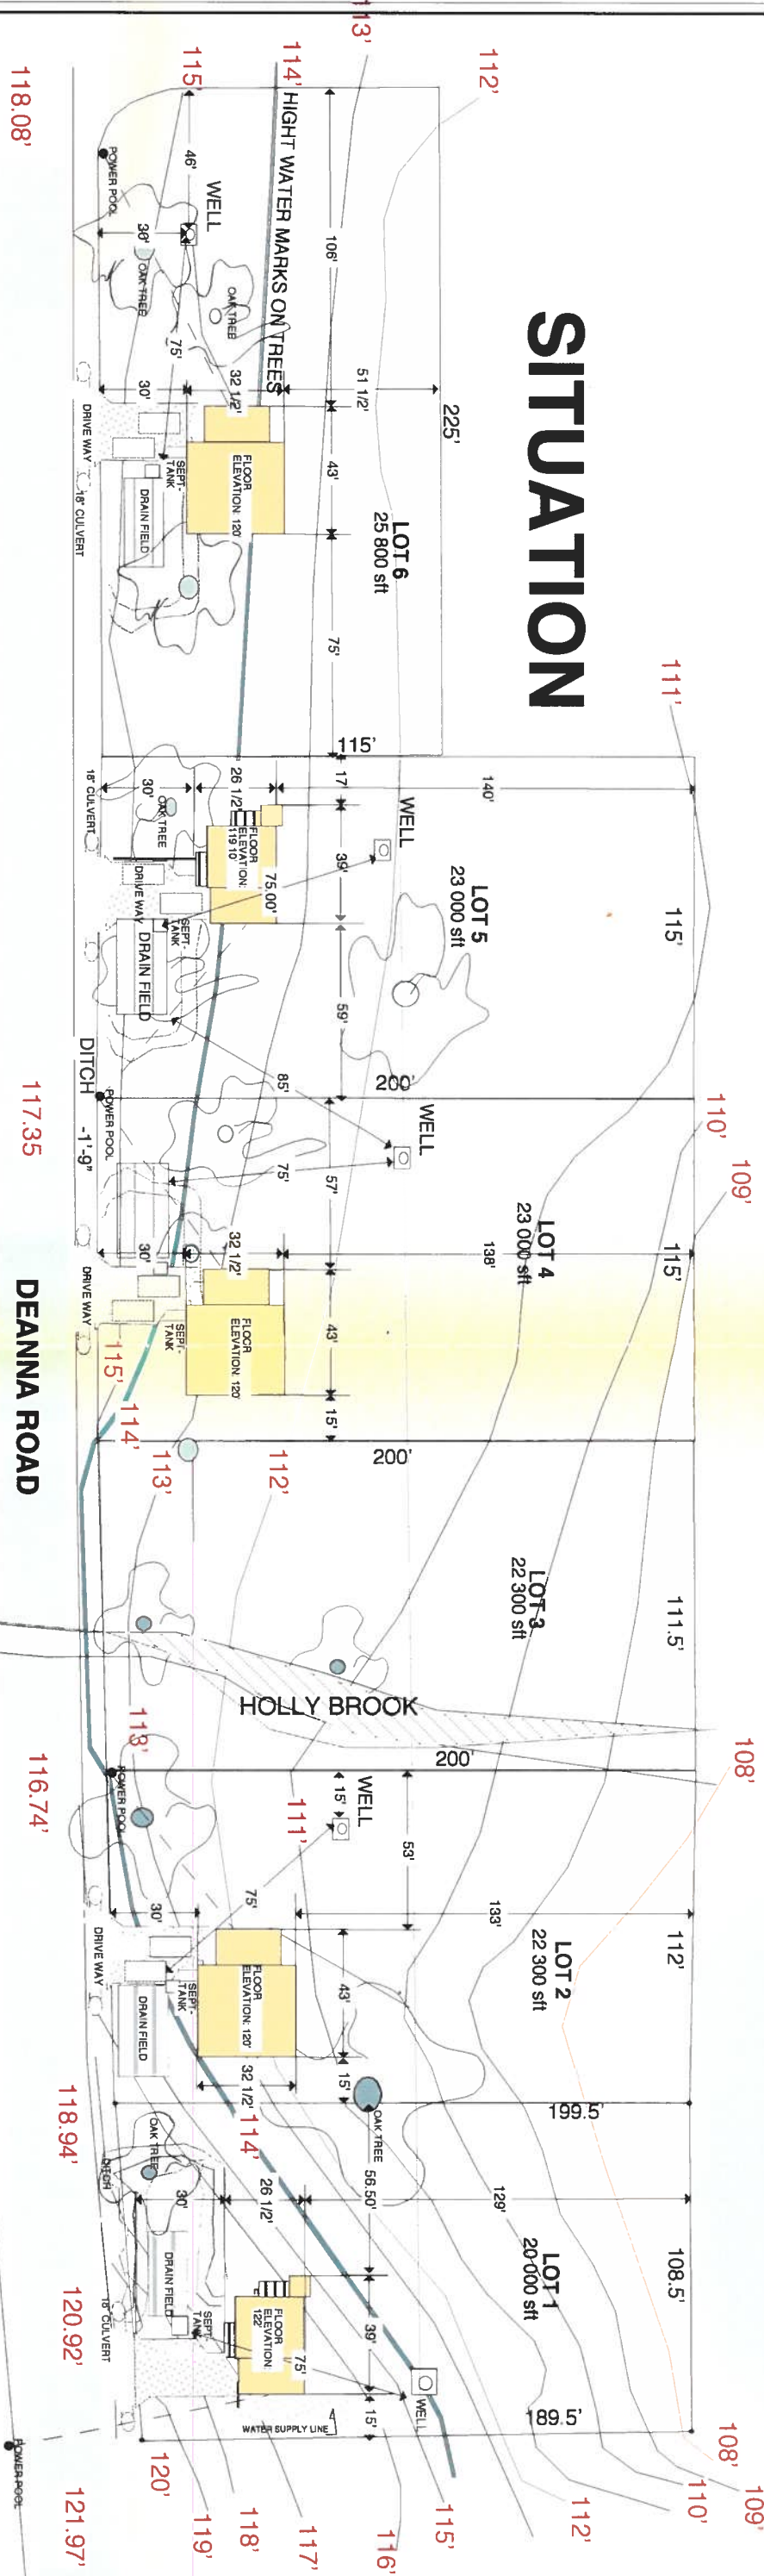 SITUATION
118.08'
115'
114'
113'
112'
HIGHT WATER MARKS ON TREES
POWER POOL
46'
WELL
30'
OAK TREE
OAK TREE
75'
106'
30'
32 1/2'
51 1/2'
225'
DRIVE WAY
18" CULVERT
SEPT-
TANK
DRAIN FIELD
FLOOR
ELEVATION: 120'
43'
LOT 6
25 800 sft
75'
115'
111'
18" CULVERT
30'
OAK TREE
26 1/2'
17'
140'
WELL
FLOOR
ELEVATION:
119 10'
39'
75.00'
DRIVE WAY
SEPT-
TANK
DRAIN FIELD
LOT 5
23 000 sft
115'
59'
DITCH -1'-9"
117.35
POWER POOL
85'
200'
WELL
110'
109'
75'
57'
30'
32 1/2'
138'
LOT 4
23 000 sft
115'
DRIVE WAY
SEPT-
TANK
FLOOR
ELEVATION: 120'
43'
15'
DEANNA ROAD
115'
114'
113'
112'
200'
LOT 3
22 300 sft
111.5'
HOLLY BROOK
113'
116.74'
POWER POOL
200'
108'
15'
WELL
111'
53'
75'
30'
133'
LOT 2
22 300 sft
112'
DRIVE WAY
SEPT-
TANK
DRAIN FIELD
FLOOR
ELEVATION: 120'
43'
32 1/2'
15'
OAK TREE
114'
199.5'
118.94'
OAK TREE
DITCH
30'
26 1/2'
56.50'
129'
LOT 1
20 000 sft
108.5'
DRAIN FIELD
SEPT-
TANK
18" CULVERT
120.92'
FLOOR
ELEVATION:
122'
39'
75'
WELL
WATER SUPPLY LINE
15'
189.5'
POWER POOL
121.97'
120'
119'
118'
117'
116'
115'
112'
110'
109'
108'